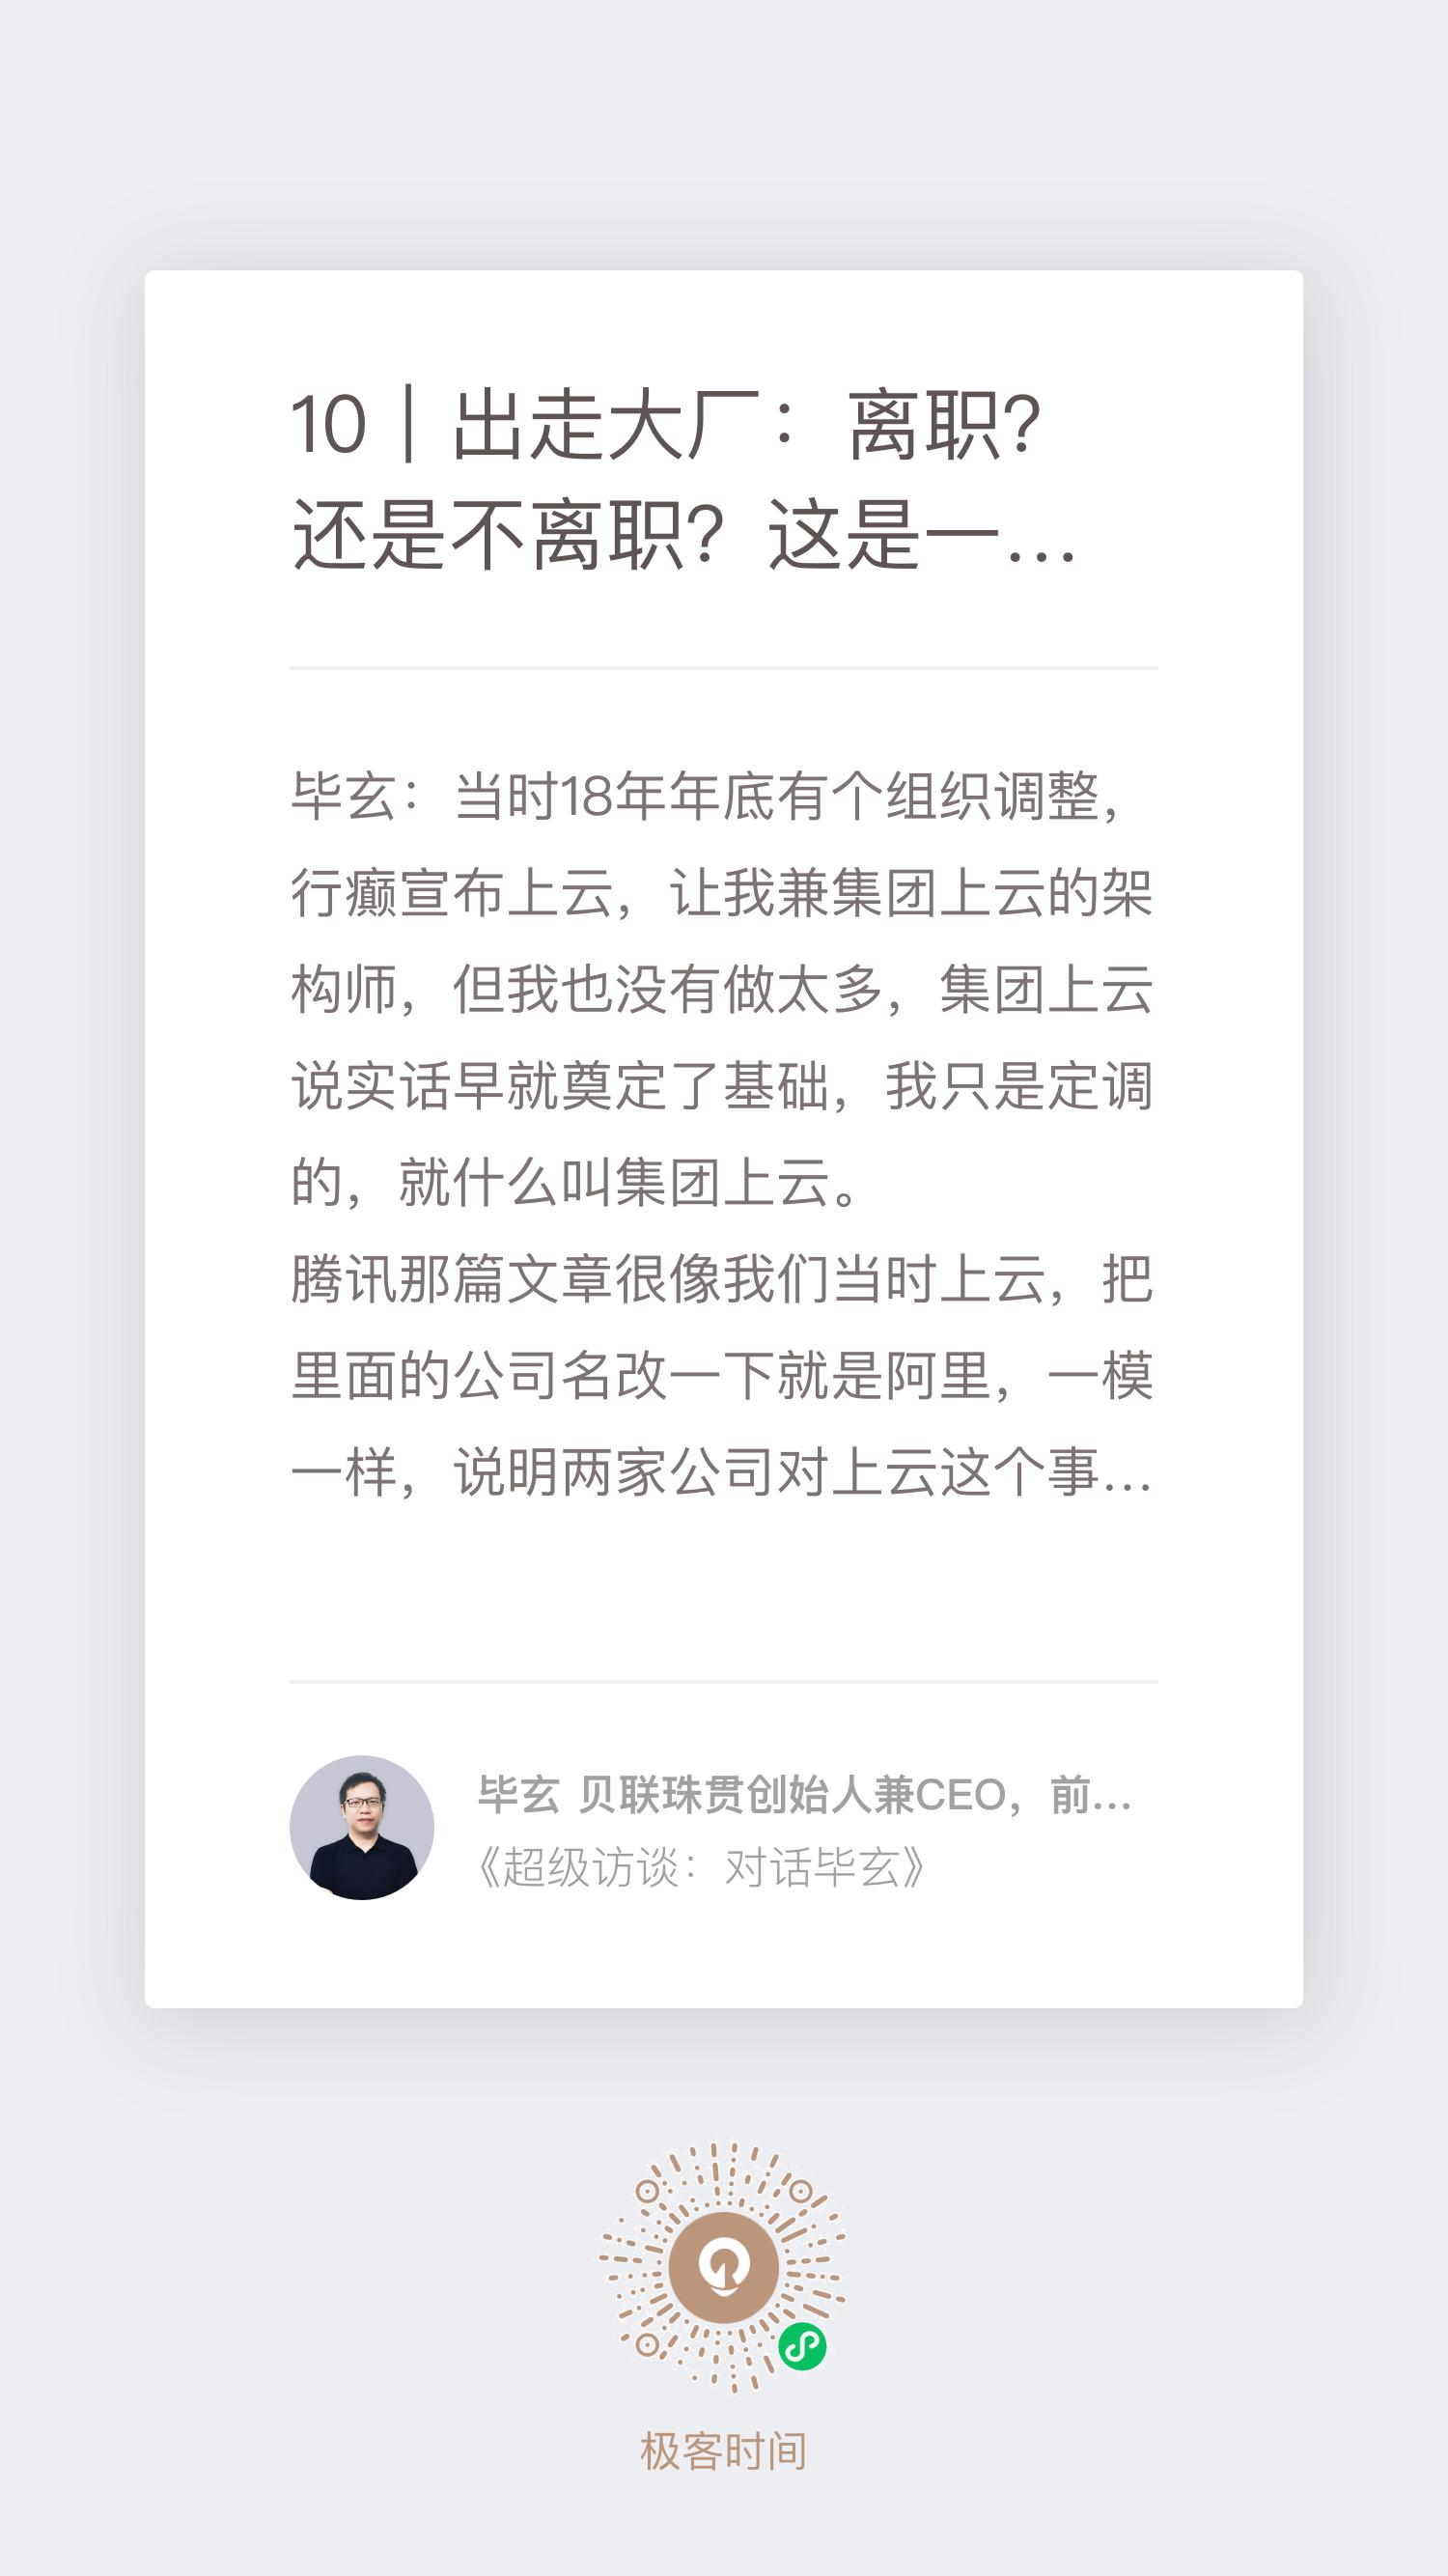 10｜出走大厂：离职？
还是不离职？这是一…
毕玄：当时18年年底有个组织调整，
行癫宣布上云，让我兼集团上云的架
构师，但我也没有做太多，集团上云
说实话早就奠定了基础，我只是定调
的，就什么叫集团上云。
腾讯那篇文章很像我们当时上云，把
里面的公司名改一下就是阿里，一模
一样，说明两家公司对上云这个事…
毕玄 贝联珠贯创始人兼CEO，前…
《超级访谈：对话毕玄》
极客时间